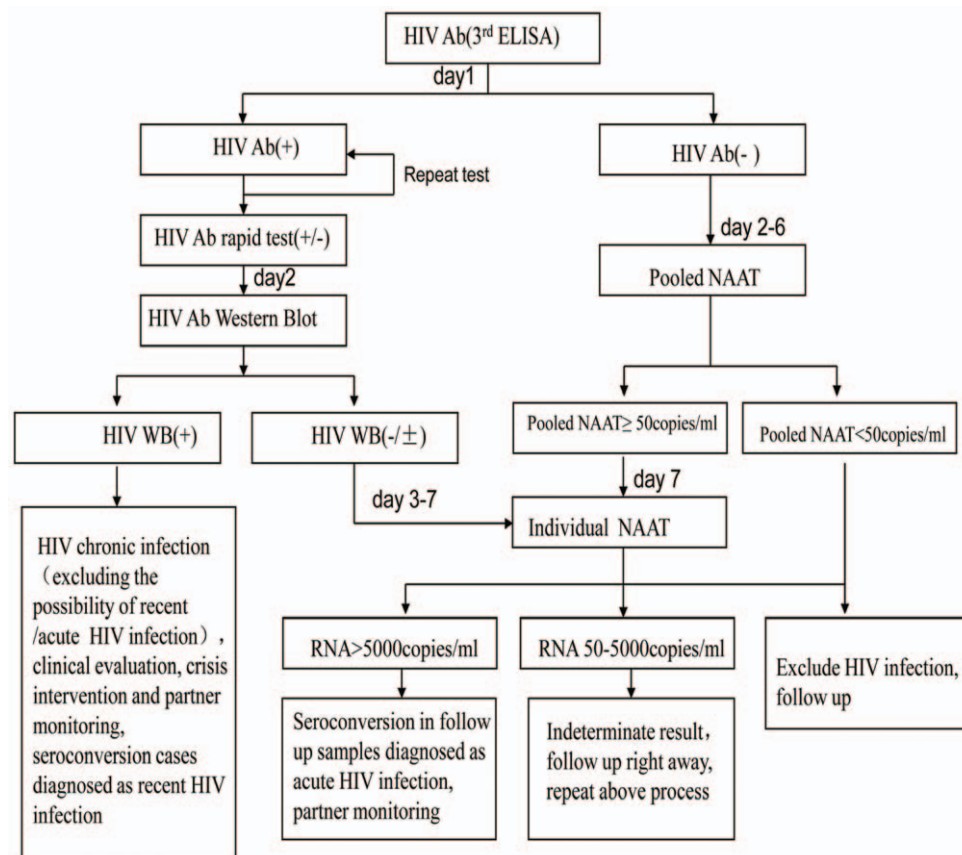 HIV Ab(3rd ELISA)
day1
HIV Ab(+)
HIV Ab(- )
Repeat test
HIV Ab rapid test(+/-)
day 2-6
day2
Pooled NAAT
HIV Ab Western Blot
HIV WB(+)
HIV WB(-/±)
Pooled NAAT≥ 50copies/ml
Pooled NAAT<50copies/ml
day 3-7
day 7
Individual NAAT
HIV chronic infection
（excluding the
possibility of recent
/acute HIV infection）,
clinical evaluation, crisis
intervention and partner
monitoring,
seroconversion cases
diagnosed as recent HIV
infection
RNA>5000copies/ml
RNA 50-5000copies/ml
Exclude HIV infection,
follow up
Seroconversion in follow
up samples diagnosed as
acute HIV infection,
partner monitoring
Indeterminate result，
follow up right away,
repeat above process